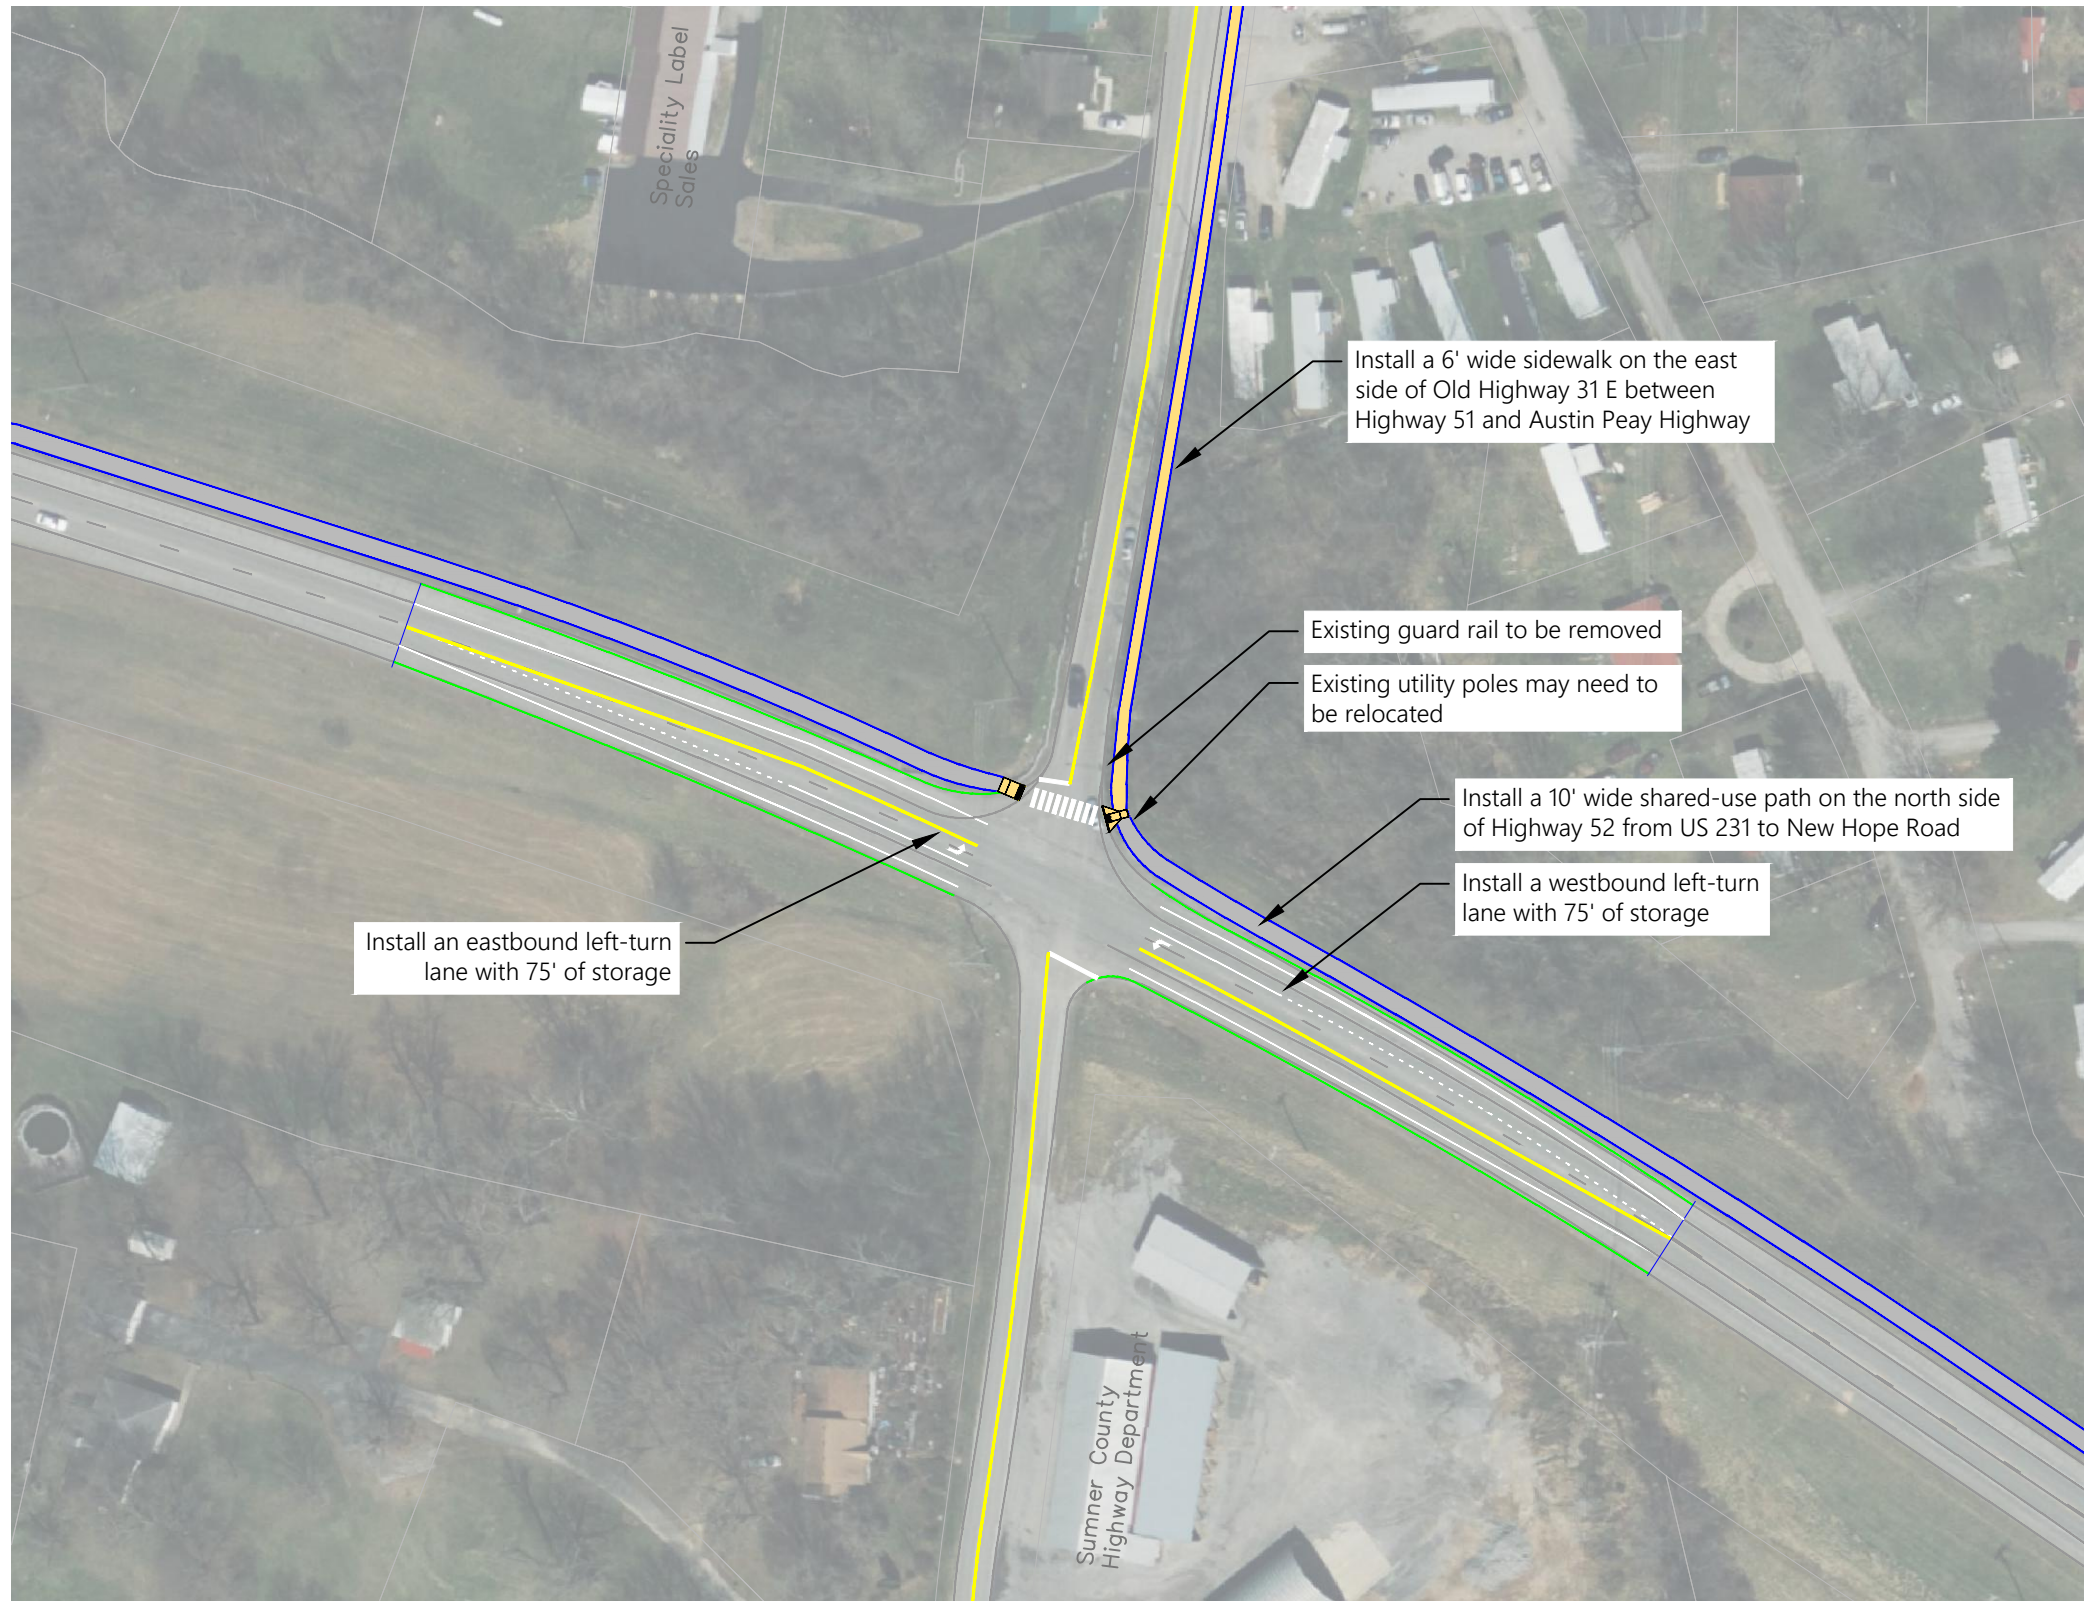 Speciality Label
Sales
Install a 6' wide sidewalk on the east
side of Old Highway 31 E between
Highway 51 and Austin Peay Highway
Existing guard rail to be removed
Existing utility poles may need to
be relocated
Install a 10' wide shared-use path on the north side
of Highway 52 from US 231 to New Hope Road
Install a westbound left-turn
lane with 75' of storage
Install an eastbound left-turn
lane with 75' of storage
Sumner County
Highway Department